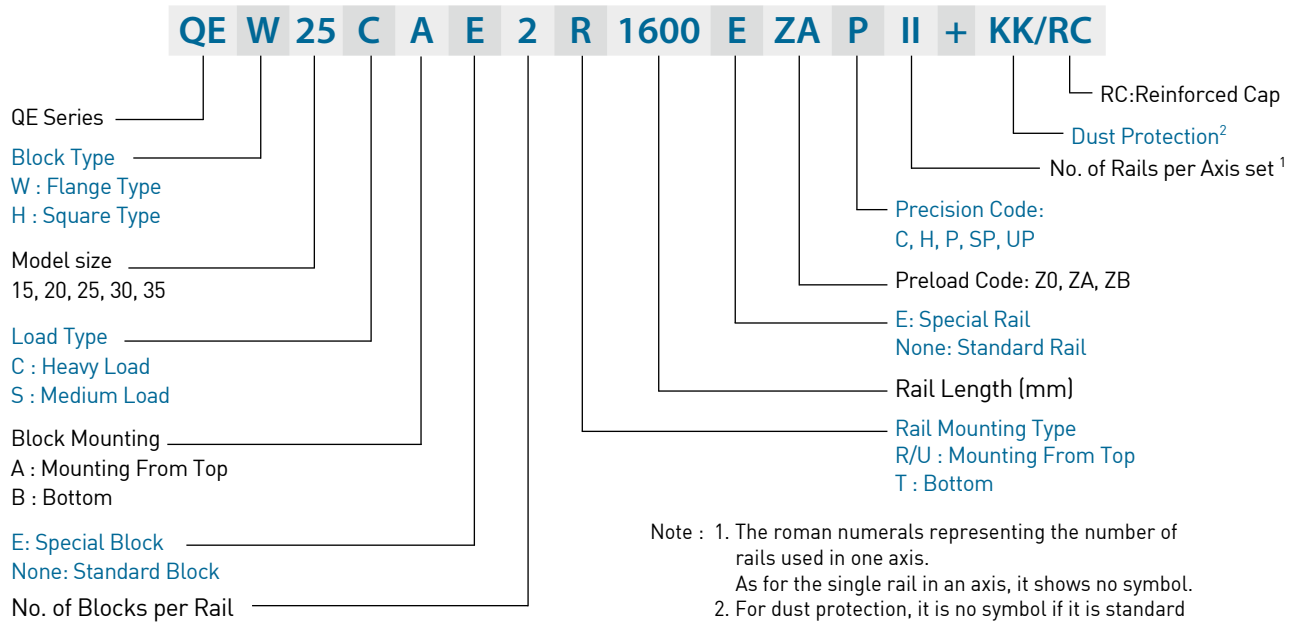 QE W 25 C A E 2 R 1600 E ZA P II + KK/RC
QE Series
Block Type
W : Flange Type
H : Square Type
Model size
15, 20, 25, 30, 35
Load Type
C : Heavy Load
S : Medium Load
Block Mounting
A : Mounting From Top
B : Bottom
E: Special Block
None: Standard Block
No. of Blocks per Rail
RC:Reinforced Cap
Dust Protection2
No. of Rails per Axis set 1
Precision Code:
C, H, P, SP, UP
Preload Code: Z0, ZA, ZB
E: Special Rail
None: Standard Rail
Rail Length (mm)
Rail Mounting Type
R/U : Mounting From Top
T : Bottom
Note : 1. The roman numerals representing the number of
rails used in one axis.
As for the single rail in an axis, it shows no symbol.
2. For dust protection, it is no symbol if it is standard